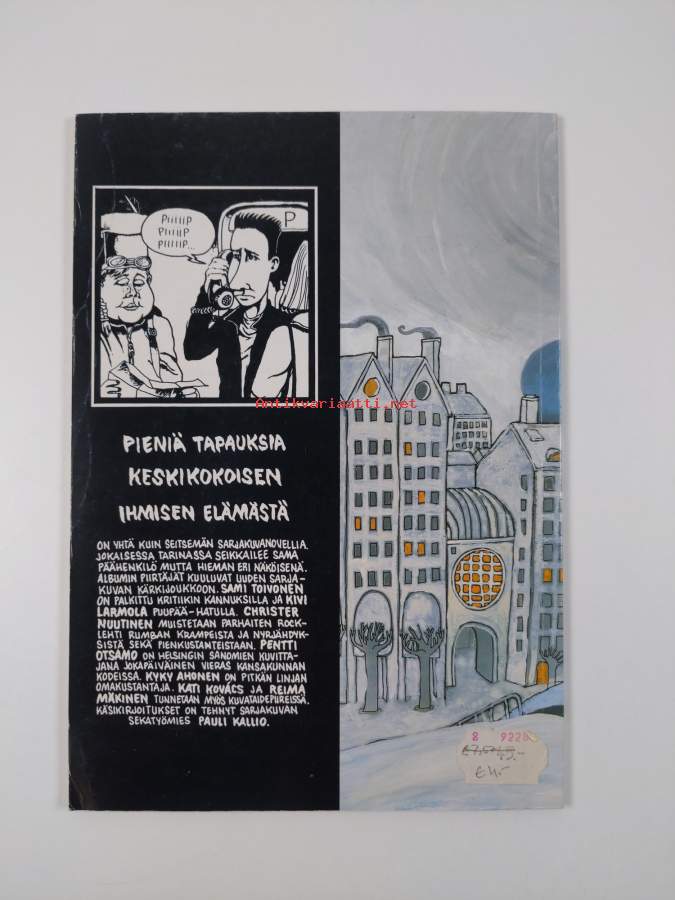 PIIIIIP
PIIIIP
PIIIIIP...
P
Antikvariaatti.net
PIENIÄ TAPAUKSIA
KESKIKOKOISEN
IHMISEN ELÄMÄSTÄ
ON YHTÄ KUIN SEITSEMÄN SARJAKUVANOVELLIA.
JOKAISESSA TARINASSA SEIKKAILEE SAMA
PÄÄHENKILÖ MUTTA HIEMAN ERI NÄKÖISENÄ.
ALBUMIN PIIRTÄJÄT KUULUVAT UUDEN SARJA-
KUVAN KÄRKIJOUKKOON. SAMI TOIVONEN
ON PALKITTU KRITIIKIN KANNUKSILLA JA KIVI
LARMOLA PUUPÄÄ-HATULLA. CHRISTER
NUUTINEN MUISTETAAN PARHAITEN ROCK-
LEHTI RUMBAN KRAMPEISTA JA NYRJÄHDYK-
SISTÄ SEKÄ PIENKUSTANTEISTAAN. PENTTI
OTSAMO ON HELSINGIN SANOMIEN KUVITTA-
JANA JOKAPÄIVÄINEN VIERAS KANSAKUNNAN
KODEISSA. KYKY AHONEN ON PITKÄN LINJAN
OMAKUSTANTAJA. KATI KOVÁCS JA REIMA
MÄKINEN TUNNETAAN MYÖS KUVATAIDEPIIREISSÄ.
KÄSIKIRJOITUKSET ON TEHNYT SARJAKUVAN
SEKATYÖMIES PAULI KALLIO.
8 9228